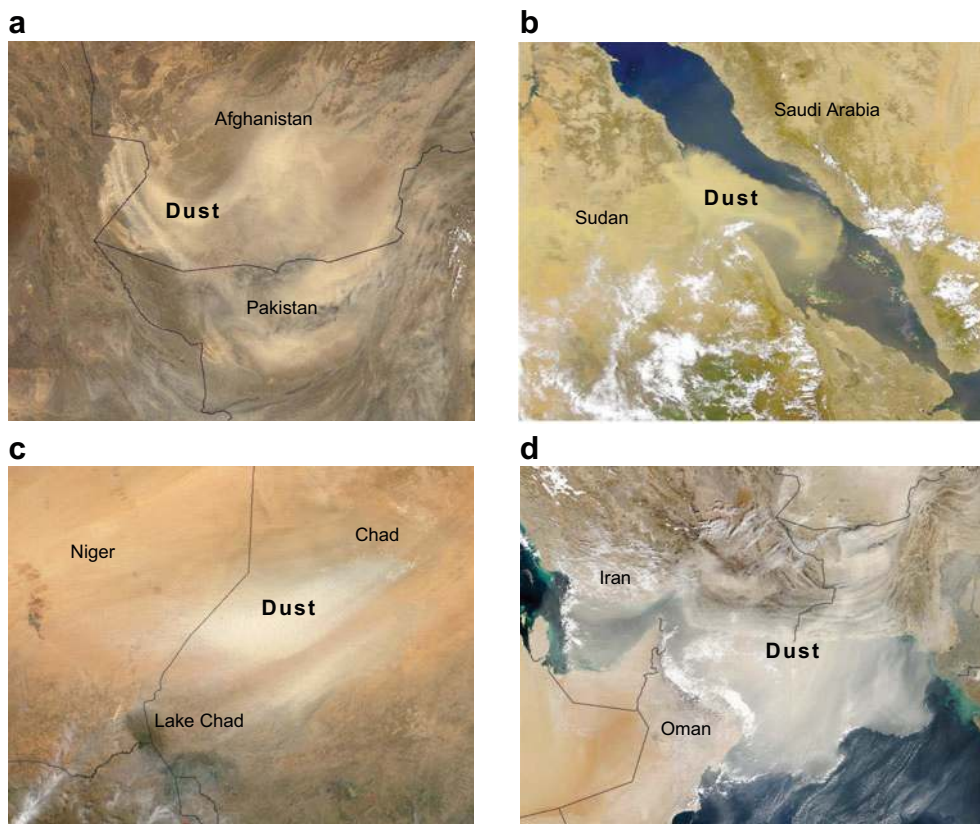 a
Afghanistan
Dust
Pakistan
b
Saudi Arabia
Dust
Sudan
c
Chad
Niger
Dust
Lake Chad
d
Iran
Dust
Oman